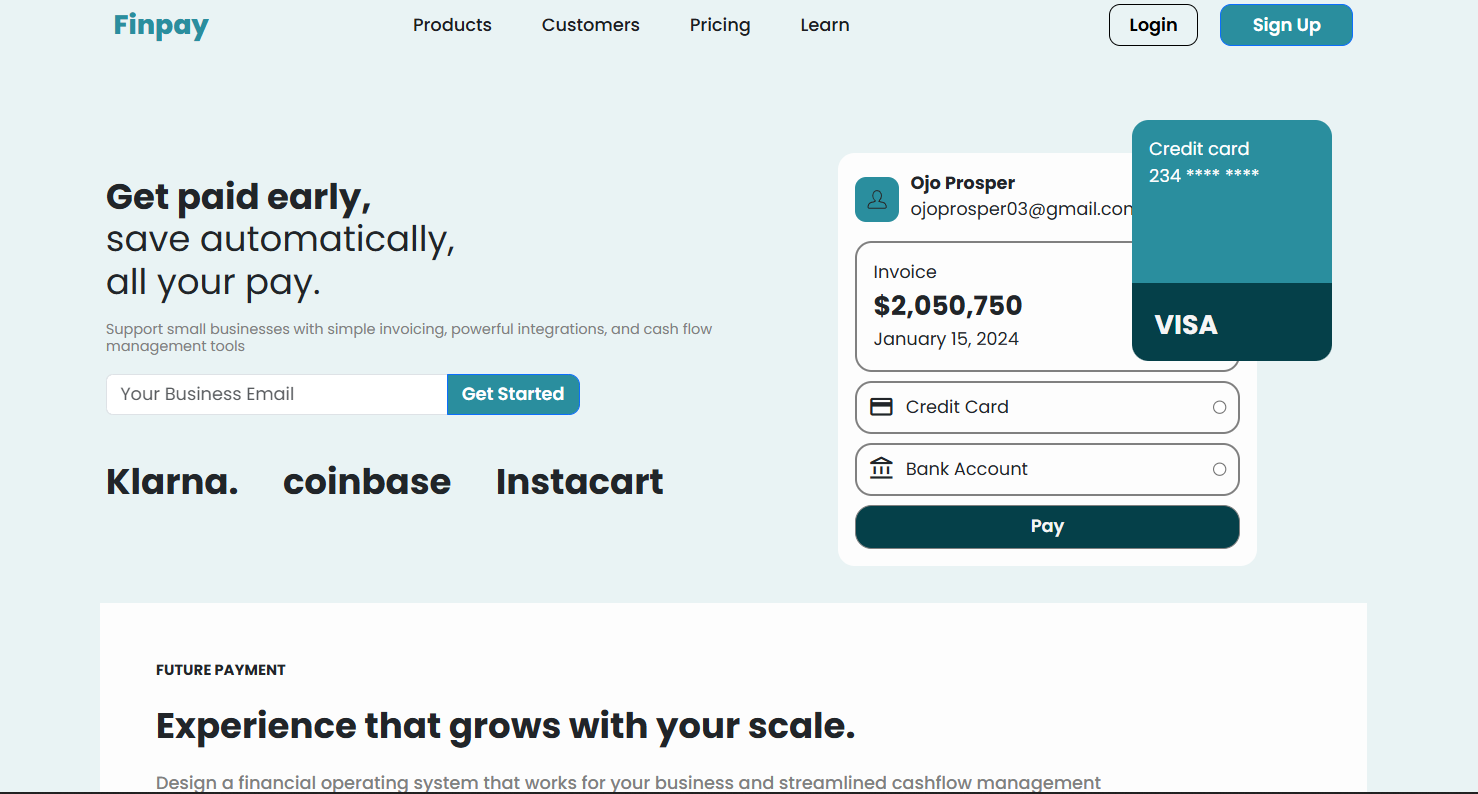 Finpay
Products Customers Pricing Learn
Login Sign Up
Get paid early,
save automatically,
all your pay.
Support small businesses with simple invoicing, powerful integrations, and cash flow
management tools
Your Business Email
Get Started
Klarna. coinbase Instacart
Ojo Prosper
ojoprosper03@gmail.con
Invoice
$2,050,750
January 15, 2024
Credit card
234 **** ****
VISA
Credit Card
Bank Account
Pay
FUTURE PAYMENT
Experience that grows with your scale.
Design a financial operating system that works for your business and streamlined cashflow management